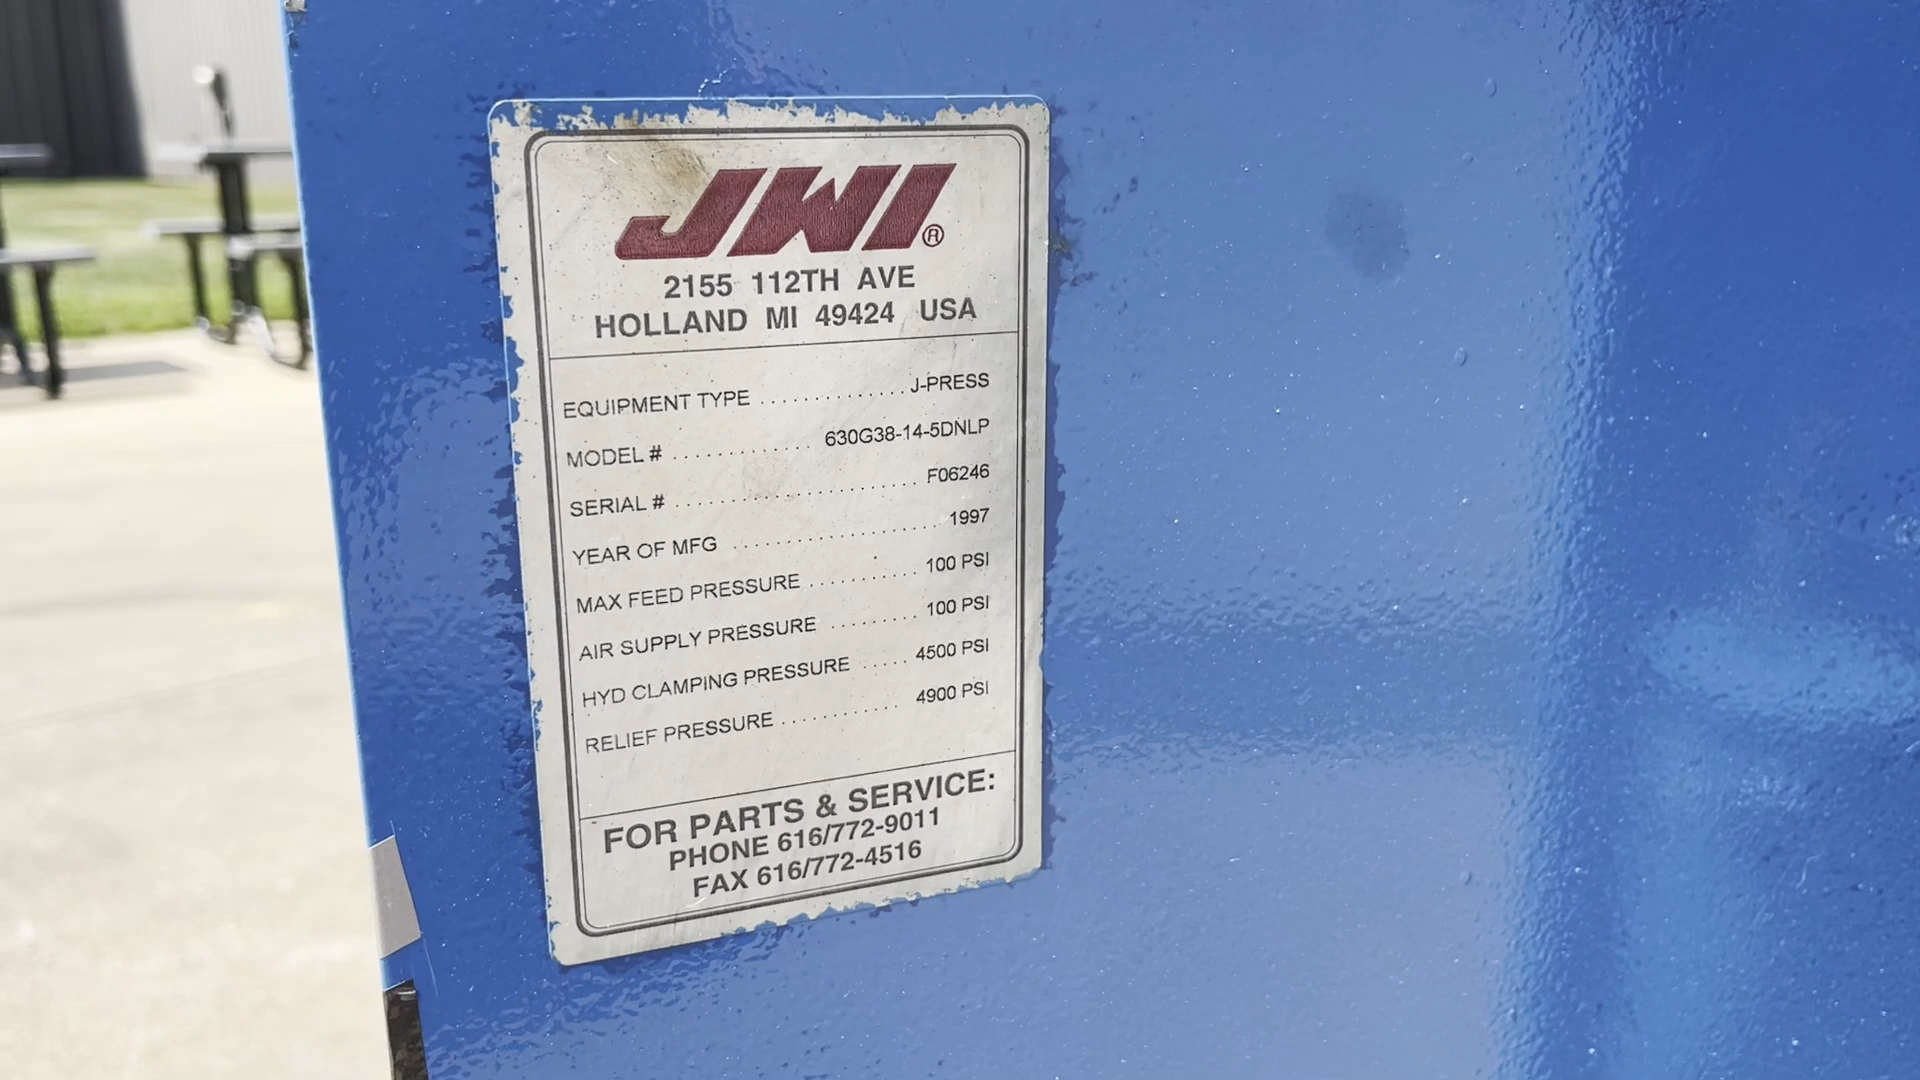 JWI®
2155 112TH AVE
HOLLAND MI 49424 USA
EQUIPMENT TYPE .............. J-PRESS
MODEL # ............. 630G38-14-5DNLP
SERIAL # ...................... F06246
YEAR OF MFG ................... 1997
MAX FEED PRESSURE ........... 100 PSI
AIR SUPPLY PRESSURE ......... 100 PSI
HYD CLAMPING PRESSURE ..... 4500 PSI
RELIEF PRESSURE ............ 4900 PSI
FOR PARTS & SERVICE:
PHONE 616/772-9011
FAX 616/772-4516